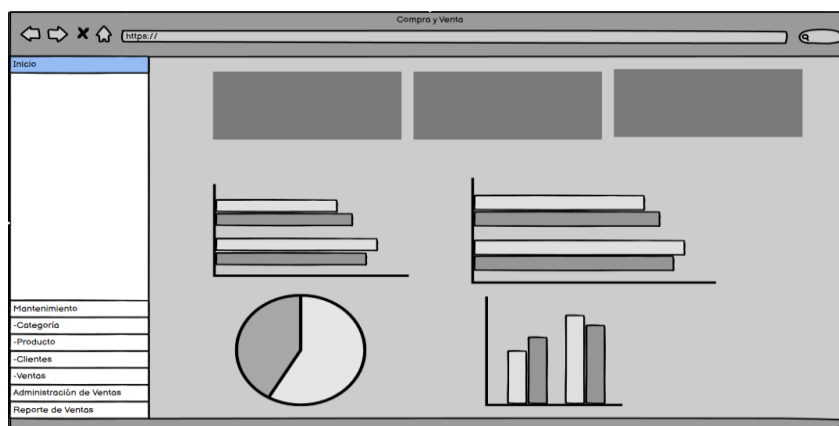 Compra y Venta
https://
Inicio
Mantenimiento
-Categoría
-Producto
-Clientes
-Ventas
Administración de Ventas
Reporte de Ventas